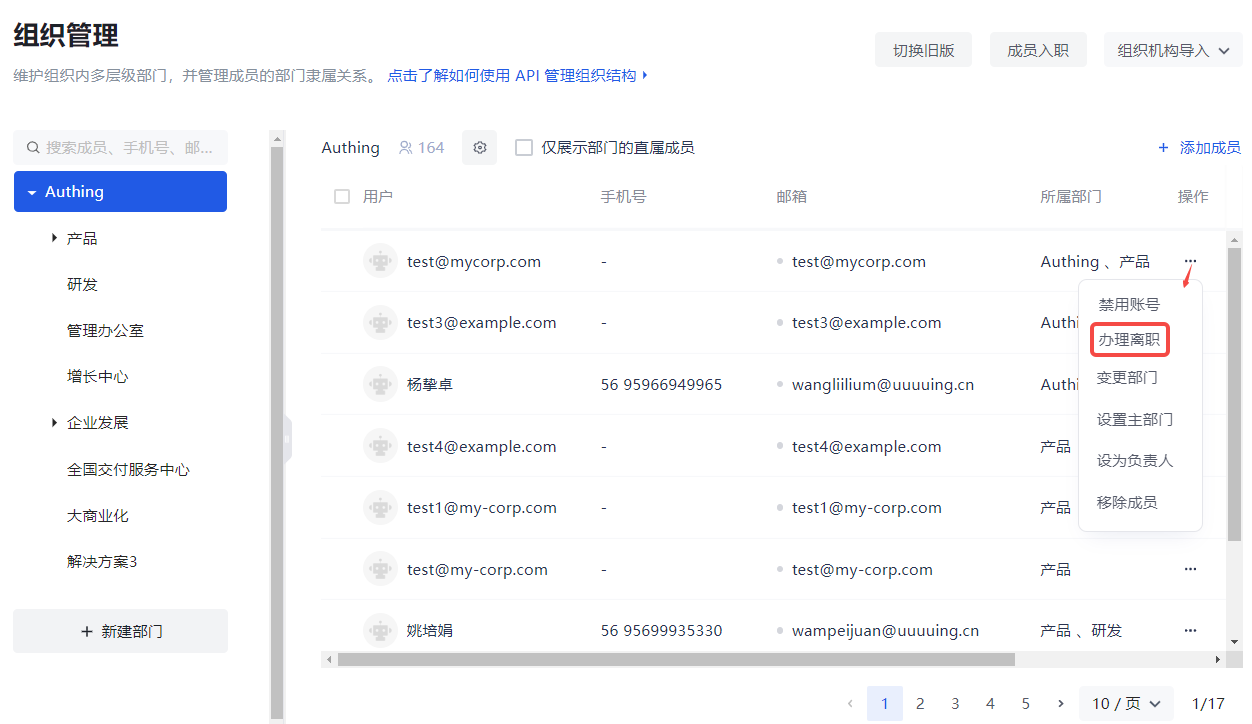 组织管理
维护组织内多层级部门，并管理成员的部门隶属关系。 点击了解如何使用 API 管理组织结构
切换旧版
成员入职
组织机构导入
搜索成员、手机号、邮...
Authing
产品
研发
管理办公室
增长中心
企业发展
全国交付服务中心
大商业化
解决方案3
+ 新建部门
Authing 164 仅展示部门的直属成员 + 添加成员
用户 手机号 邮箱 所属部门 操作
test@mycorp.com - test@mycorp.com Authing 、产品 ···
test3@example.com - test3@example.com Authi
杨挚卓 56 95966949965 wangliilium@uuuuing.cn Authi
test4@example.com - test4@example.com 产品
test1@my-corp.com - test1@my-corp.com 产品
test@my-corp.com - test@my-corp.com 产品 ···
姚培娟 56 95699935330 wampeijuan@uuuuing.cn 产品 、研发 ···
禁用账号
办理离职
变更部门
设置主部门
设为负责人
移除成员
1 2 3 4 5 10 / 页 1/17